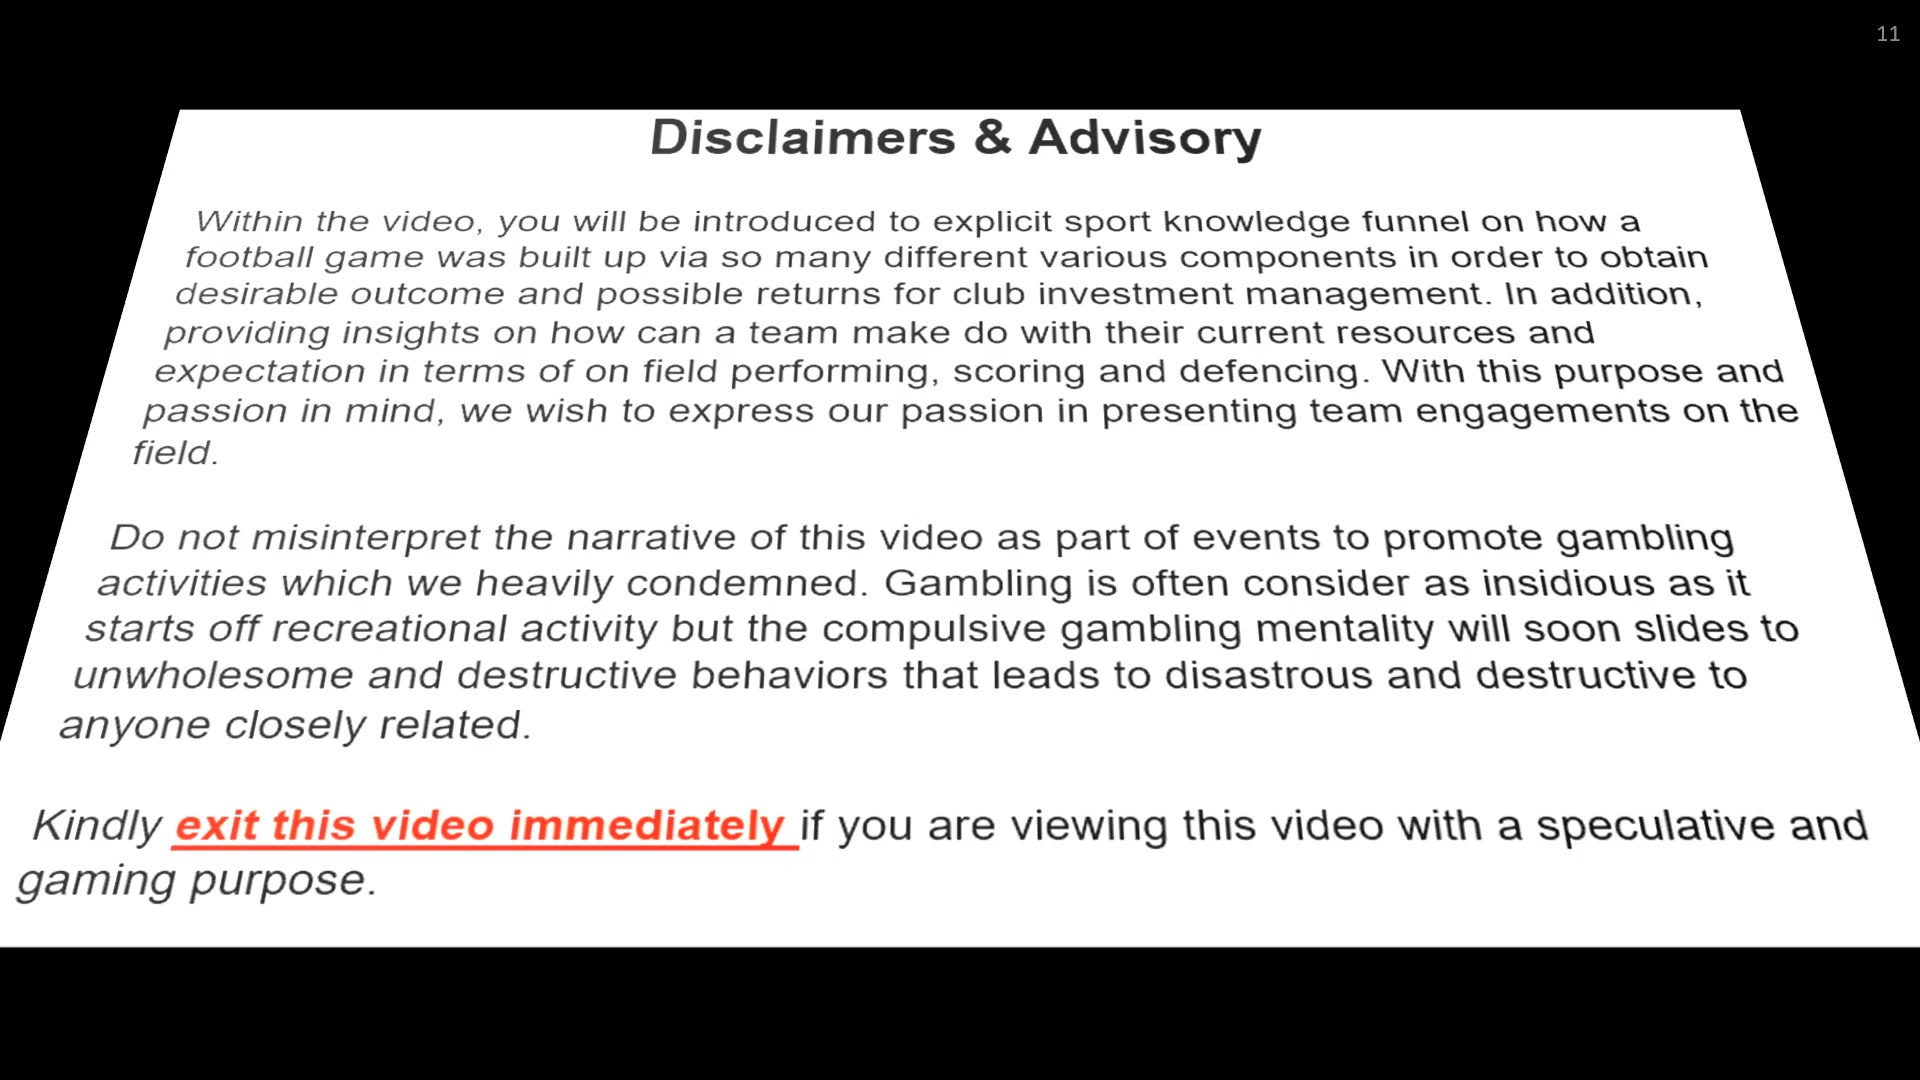 11
Disclaimers & Advisory
Within the video, you will be introduced to explicit sport knowledge funnel on how a
football game was built up via so many different various components in order to obtain
desirable outcome and possible returns for club investment management. In addition,
providing insights on how can a team make do with their current resources and
expectation in terms of on field performing, scoring and defencing. With this purpose and
passion in mind, we wish to express our passion in presenting team engagements on the
field.
Do not misinterpret the narrative of this video as part of events to promote gambling
activities which we heavily condemned. Gambling is often consider as insidious as it
starts off recreational activity but the compulsive gambling mentality will soon slides to
unwholesome and destructive behaviors that leads to disastrous and destructive to
anyone closely related.
Kindly exit this video immediately if you are viewing this video with a speculative and
gaming purpose.